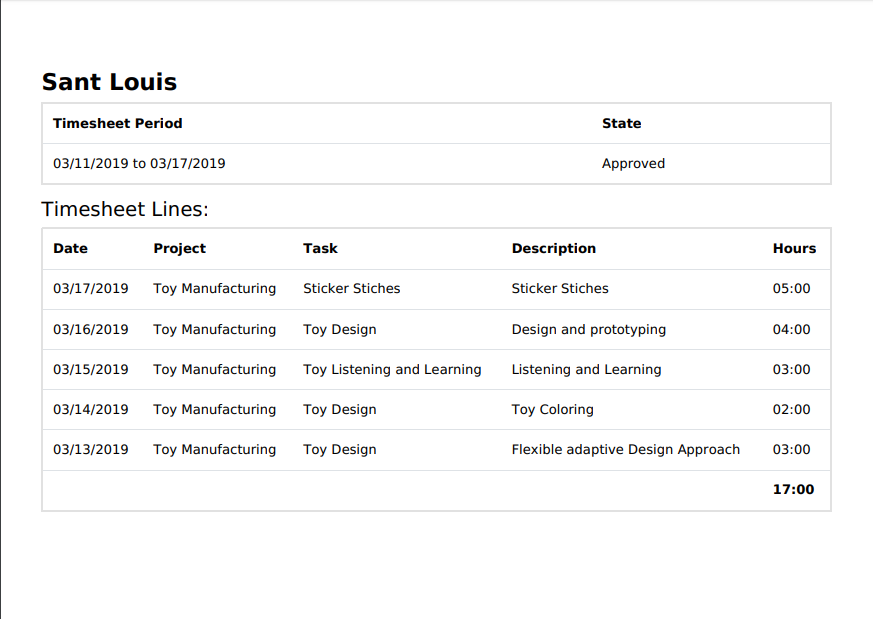 Sant Louis
Timesheet Period State
03/11/2019 to 03/17/2019 Approved
Timesheet Lines:
Date Project Task Description Hours
03/17/2019 Toy Manufacturing Sticker Stiches Sticker Stiches 05:00
03/16/2019 Toy Manufacturing Toy Design Design and prototyping 04:00
03/15/2019 Toy Manufacturing Toy Listening and Learning Listening and Learning 03:00
03/14/2019 Toy Manufacturing Toy Design Toy Coloring 02:00
03/13/2019 Toy Manufacturing Toy Design Flexible adaptive Design Approach 03:00
17:00